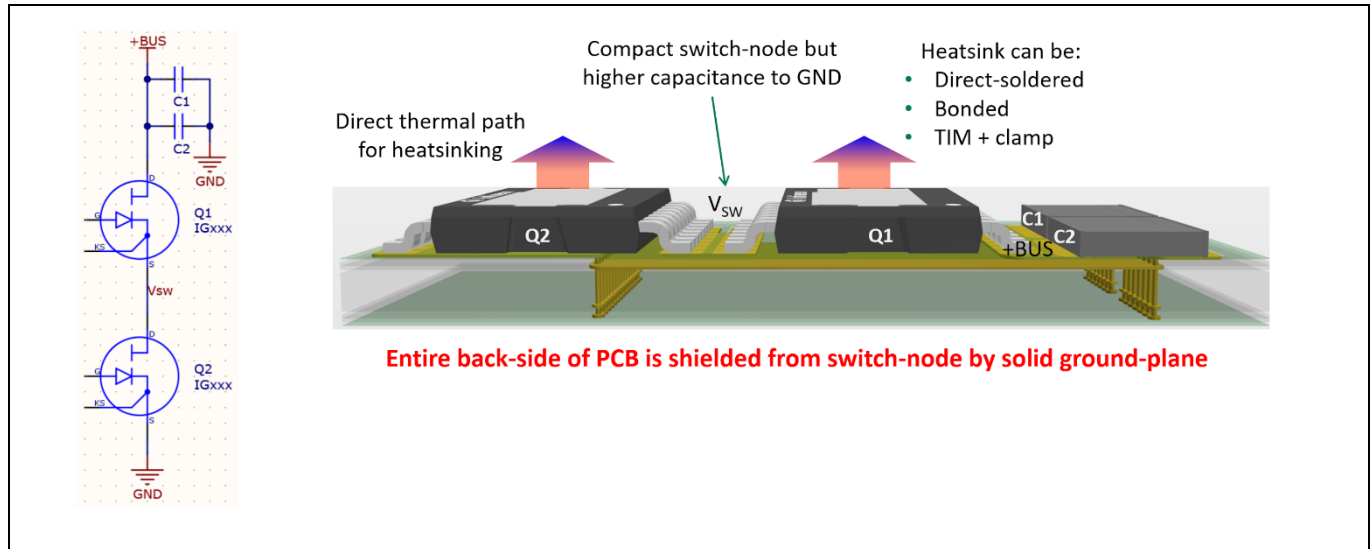 +BUS
C1
C2
GND
D
G
Q1
IGxxx
KS
S
Vsw
D
G
Q2
IGxxx
KS
S
GND
Compact switch-node but
higher capacitance to GND
Heatsink can be:
• Direct-soldered
• Bonded
• TIM + clamp
Direct thermal path
for heatsinking
VSW
Q2
Q1
C1
C2
+BUS
Entire back-side of PCB is shielded from switch-node by solid ground-plane